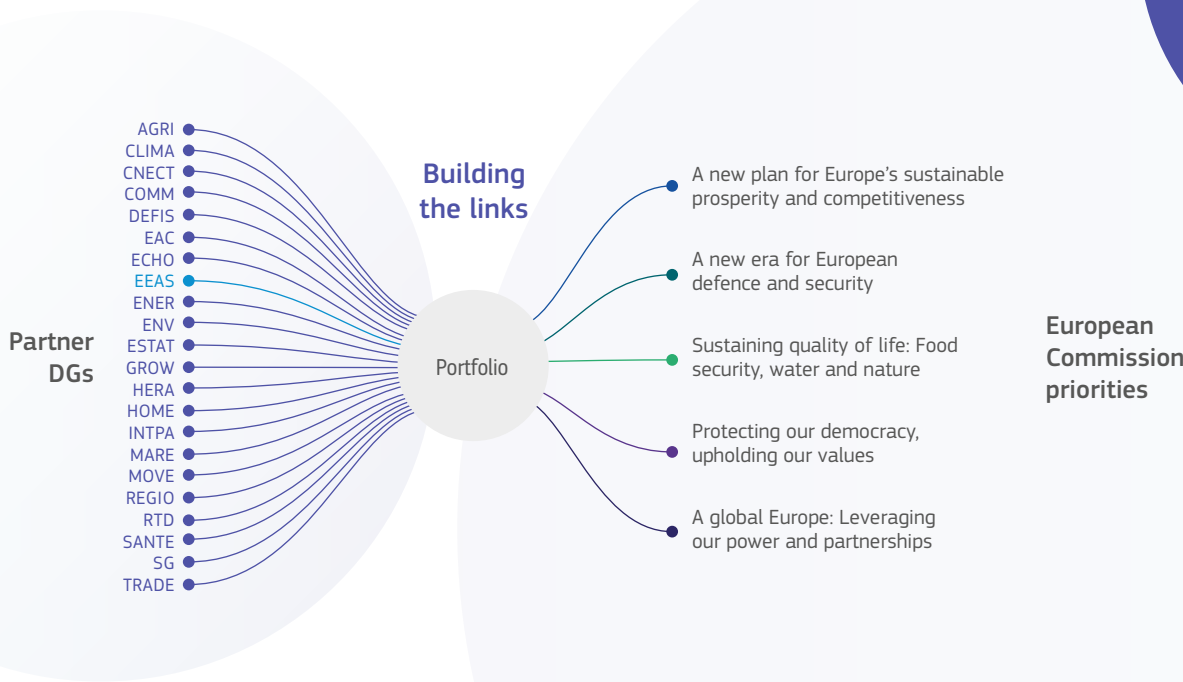 Partner
DGs
AGRI
CLIMA
CNECT
COMM
DEFIS
EAC
ECHO
EEAS
ENER
ENV
ESTAT
GROW
HERA
HOME
INTPA
MARE
MOVE
REGIO
RTD
SANTE
SG
TRADE
Building
the links
Portfolio
A new plan for Europe’s sustainable
prosperity and competitiveness
A new era for European
defence and security
Sustaining quality of life: Food
security, water and nature
Protecting our democracy,
upholding our values
A global Europe: Leveraging
our power and partnerships
European
Commission
priorities